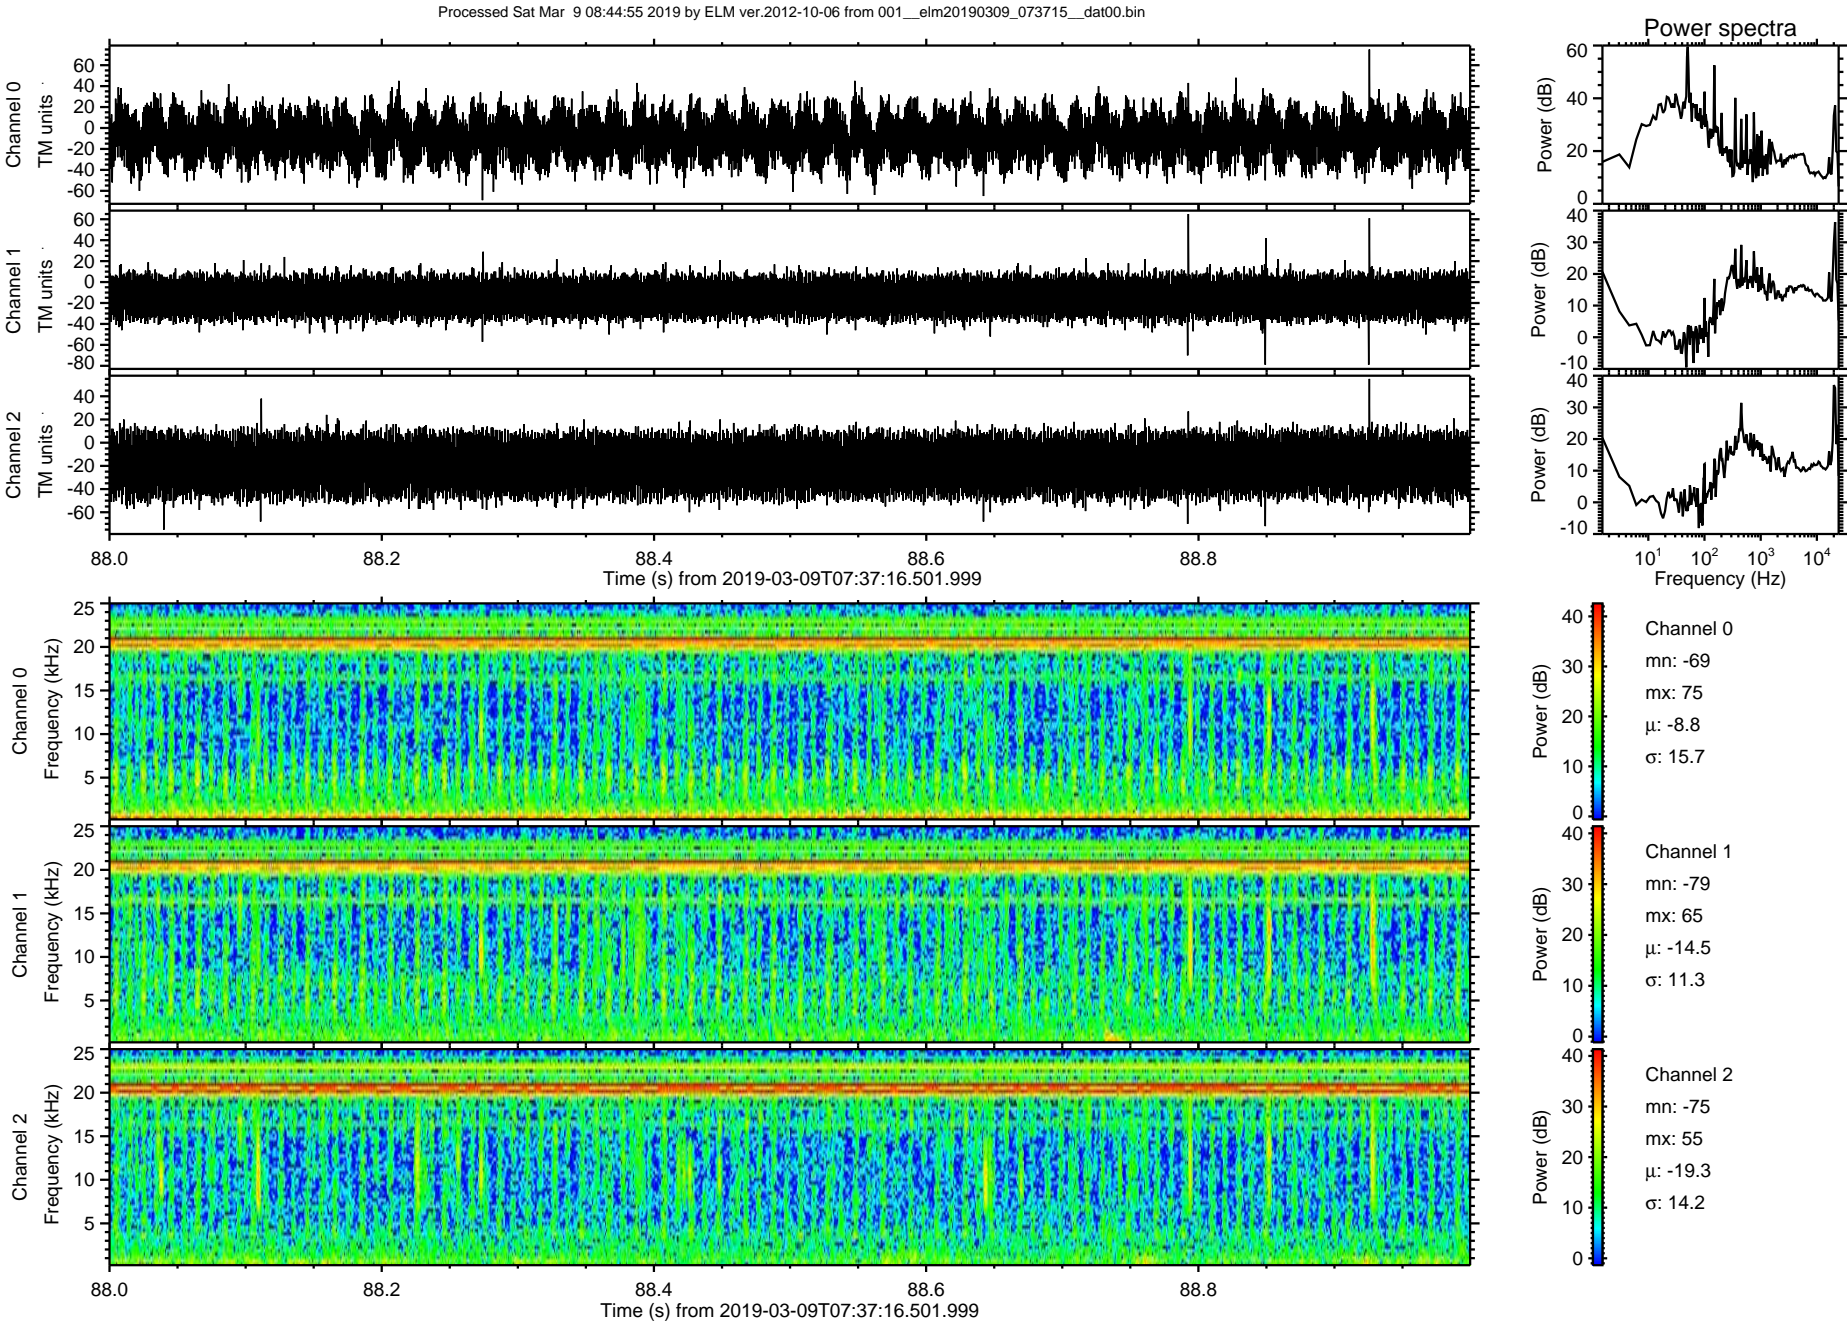 Processed Sat Mar  9 08:44:55 2019 by ELM ver.2012-10-06 from 001__elm20190309_073715__dat00.bin
Power spectra
Channel 0
TM units
60
40
20
0
-20
-40
-60
Power (dB)
60
40
20
0
Channel 1
TM units
60
40
20
0
-20
-40
-60
-80
Power (dB)
40
30
20
10
0
-10
Channel 2
TM units
40
20
0
-20
-40
-60
Power (dB)
40
30
20
10
0
-10
88.0 88.2 88.4 88.6 88.8
Time (s) from 2019-03-09T07:37:16.501.999
10¹ 10² 10³ 10⁴
Frequency (Hz)
Channel 0
Frequency (kHz)
25
20
15
10
5
Power (dB)
40
30
20
10
0
Channel 0
mn: -69
mx: 75
μ: -8.8
σ: 15.7
Channel 1
Frequency (kHz)
25
20
15
10
5
Power (dB)
40
30
20
10
0
Channel 1
mn: -79
mx: 65
μ: -14.5
σ: 11.3
Channel 2
Frequency (kHz)
25
20
15
10
5
Power (dB)
40
30
20
10
0
Channel 2
mn: -75
mx: 55
μ: -19.3
σ: 14.2
88.0 88.2 88.4 88.6 88.8
Time (s) from 2019-03-09T07:37:16.501.999